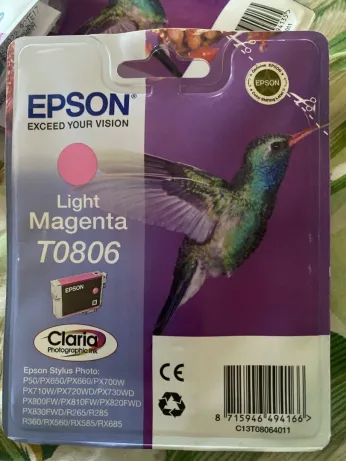 EPSON®
EXCEED YOUR VISION
EPSON
Light
Magenta
T0806
EPSON
Claria
Photographic Ink
Epson Stylus Photo:
P50/PX650/PX660/PX700W
PX710W/PX720WD/PX730WD
PX800FW/PX810FW/PX820FWD
PX830FWD/R265/R285
R360/RX560/RX585/RX685
CE
8 715946 494166 >
C13T08064011